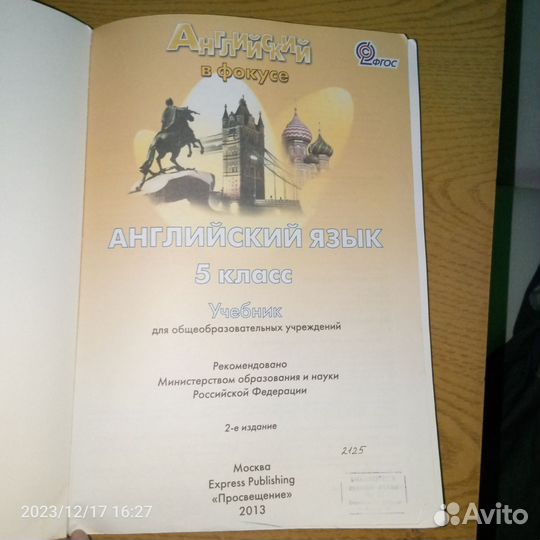 Английский
в фокусе
ФГОС
АНГЛИЙСКИЙ ЯЗЫК
5 класс
Учебник
для общеобразовательных учреждений
Рекомендовано
Министерством образования и науки
Российской Федерации
2-е издание
2125
Москва
Express Publishing
«Просвещение»
2013
2023/12/17 16:27
Avito